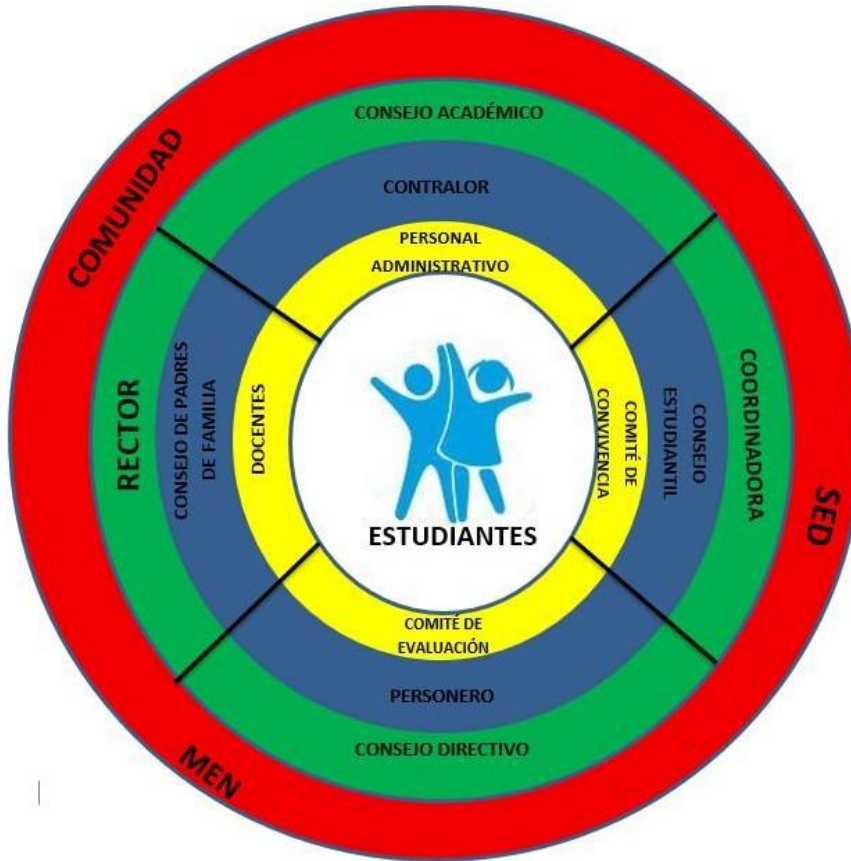 CONSEJO ACADÉMICO
COMUNIDAD
CONTRALOR
PERSONAL
ADMINISTRATIVO
RECTOR
CONSEJO DE PADRES
DE FAMILIA
DOCENTES
COMITÉ DE
CONVIVENCIA
CONSEJO
ESTUDIANTIL
COORDINADORA
SED
ESTUDIANTES
COMITÉ DE
EVALUACIÓN
PERSONERO
CONSEJO DIRECTIVO
MEN